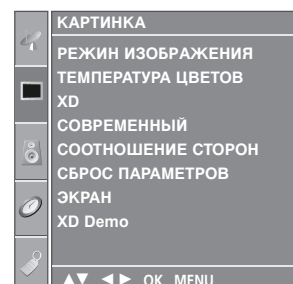 КАРТИНКА
РЕЖИН ИЗОБРАЖЕНИЯ
ТЕМПЕРАТУРА ЦВЕТОВ
XD
СОВРЕМЕННЫЙ
СООТНОШЕНИЕ СТОРОН
СБРОС ПАРАМЕТРОВ
ЭКРАН
XD Demo
▲▼ ◄► OK MENU